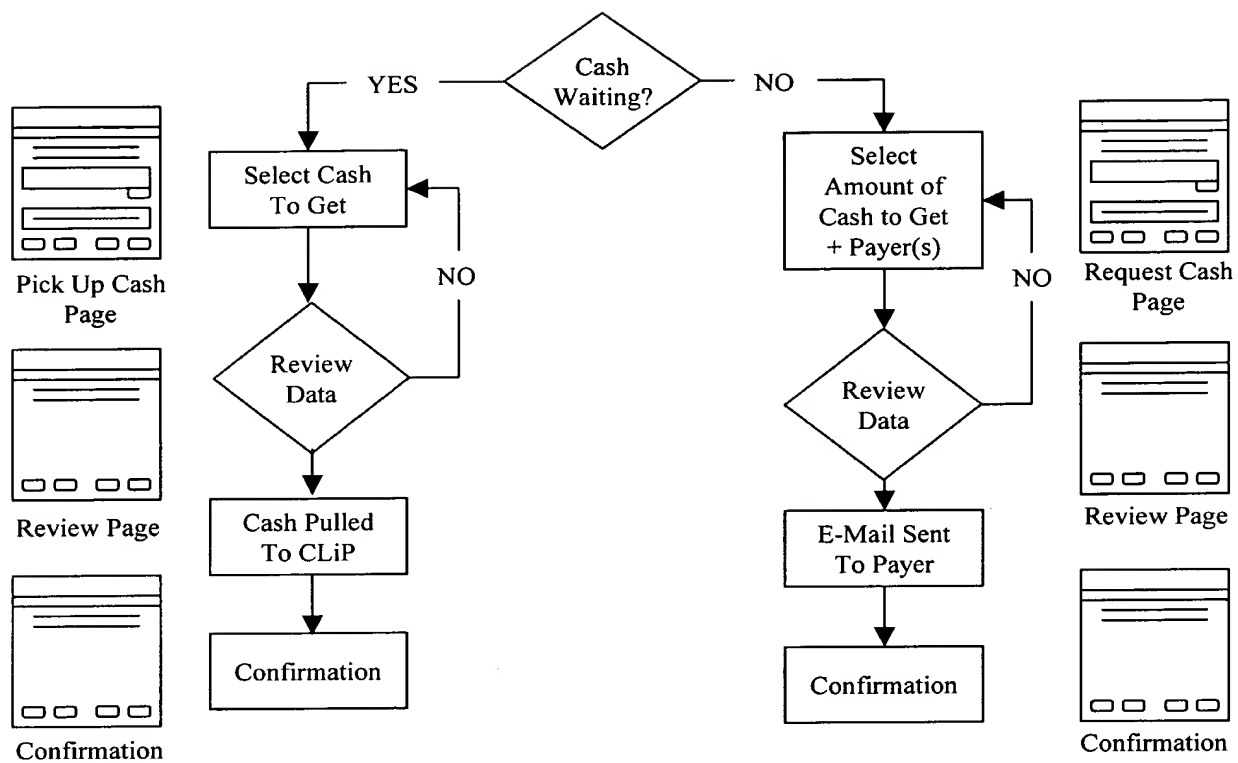 Cash
Waiting?
YES
NO
Select Cash
To Get
NO
Review
Data
Cash Pulled
To CLiP
Confirmation
Select
Amount of
Cash to Get
+ Payer(s)
NO
Review
Data
E-Mail Sent
To Payer
Confirmation
Pick Up Cash
Page
Review Page
Confirmation
Request Cash
Page
Review Page
Confirmation